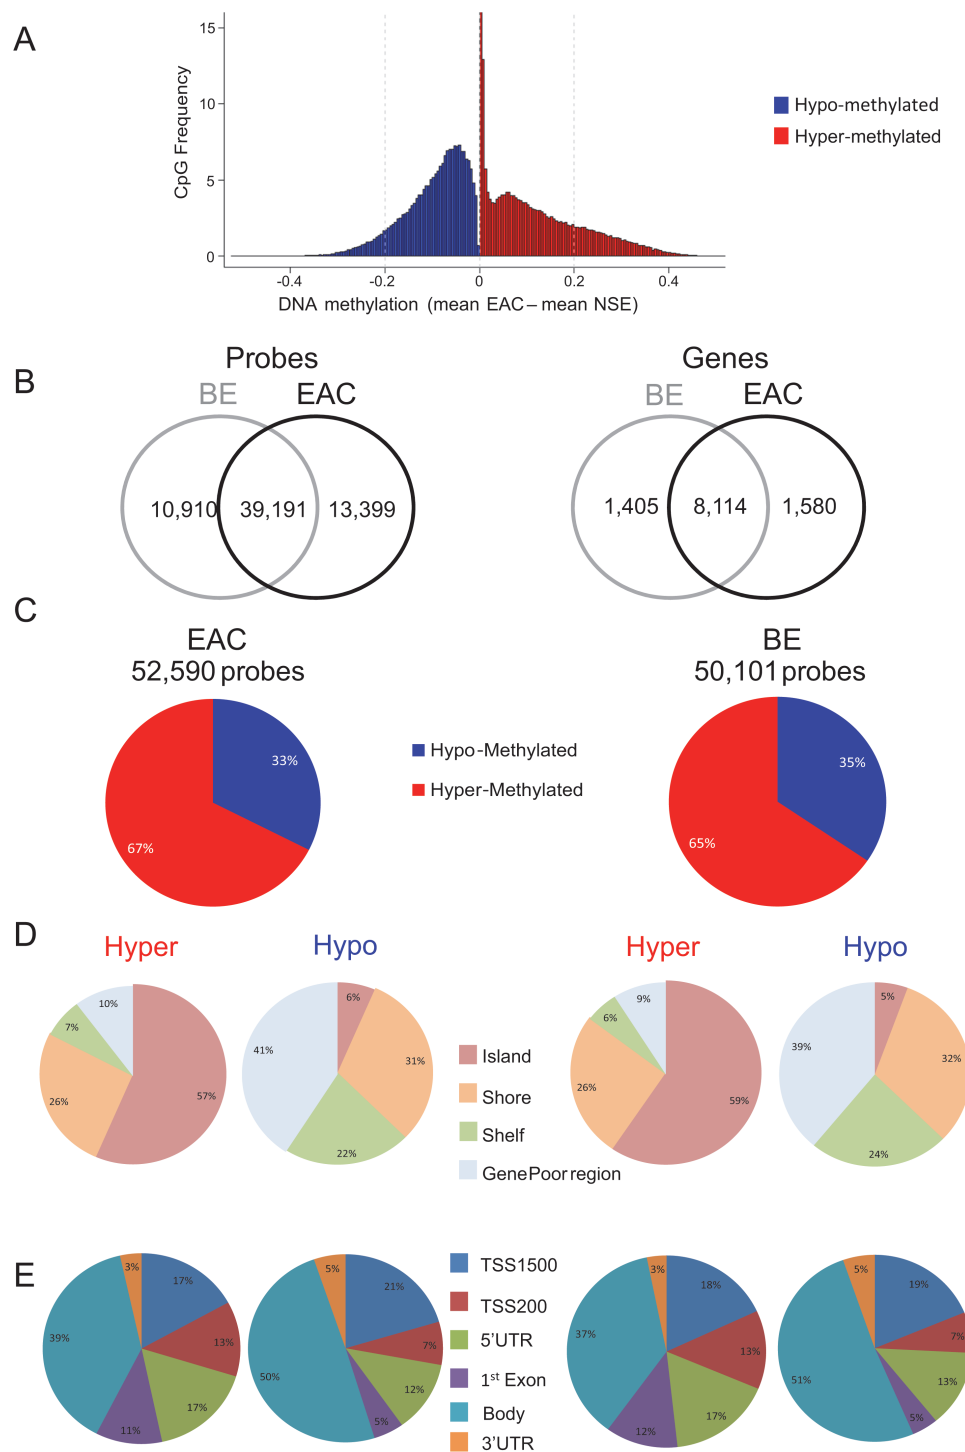 A
15
10
5
0
CpG Frequency
-0.4 -0.2 0 0.2 0.4
DNA methylation (mean EAC – mean NSE)
Hypo-methylated
Hyper-methylated
B
Probes
BE EAC
10,910 39,191 13,399
Genes
BE EAC
1,405 8,114 1,580
C
EAC
52,590 probes
33%
67%
Hypo-Methylated
Hyper-Methylated
BE
50,101 probes
35%
65%
D
Hyper
10%
7%
26%
57%
Hypo
6%
41%
31%
22%
Island
Shore
Shelf
GenePoor region
Hyper
9%
6%
26%
59%
Hypo
5%
39%
32%
24%
E
3%
17%
39%
13%
17%
11%
5%
21%
7%
50%
12%
5%
TSS1500
TSS200
5'UTR
1st Exon
Body
3'UTR
3%
18%
37%
13%
17%
12%
5%
19%
7%
51%
13%
5%